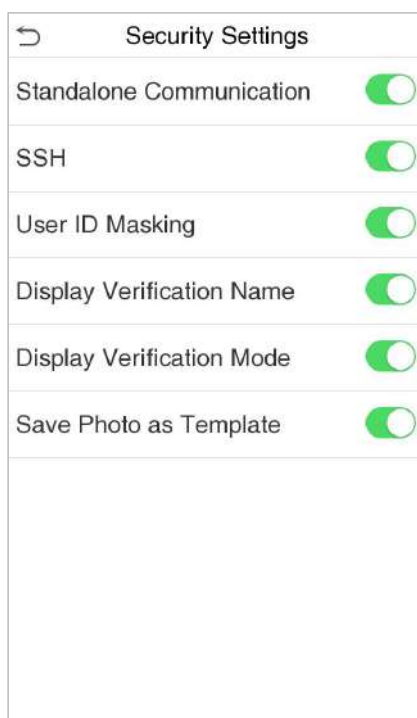 Security Settings
Standalone Communication
SSH
User ID Masking
Display Verification Name
Display Verification Mode
Save Photo as Template